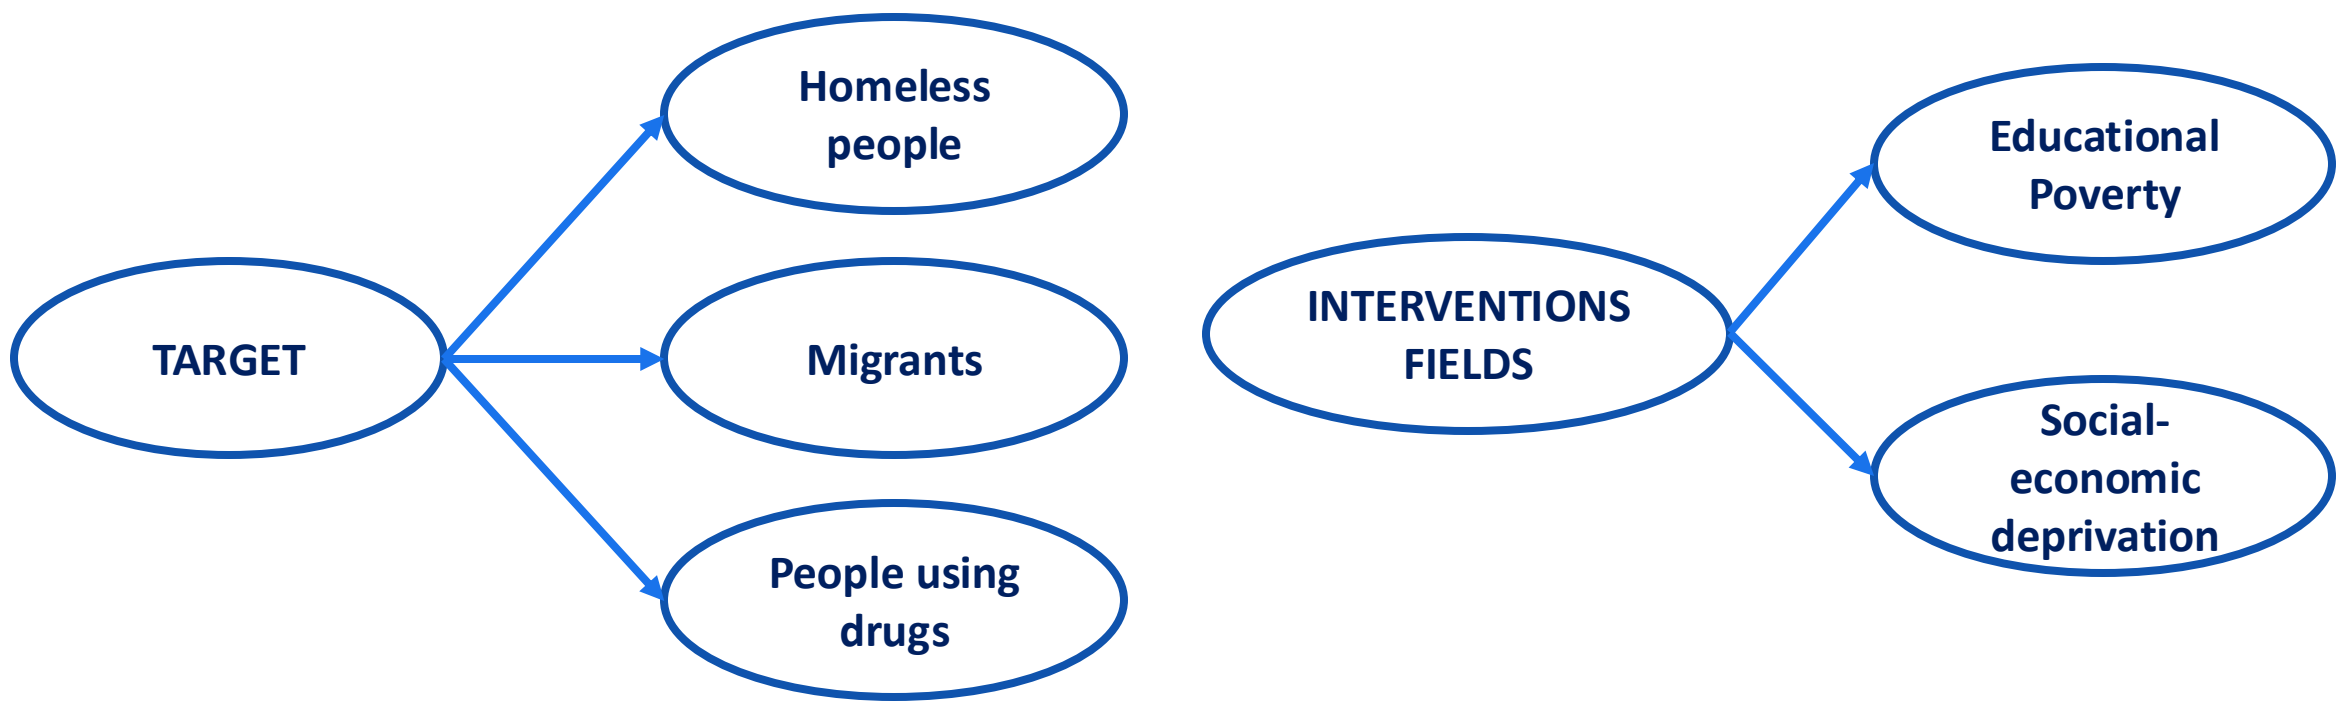 TARGET
Homeless
people
Migrants
People using
drugs
INTERVENTIONS
FIELDS
Educational
Poverty
Social-
economic
deprivation